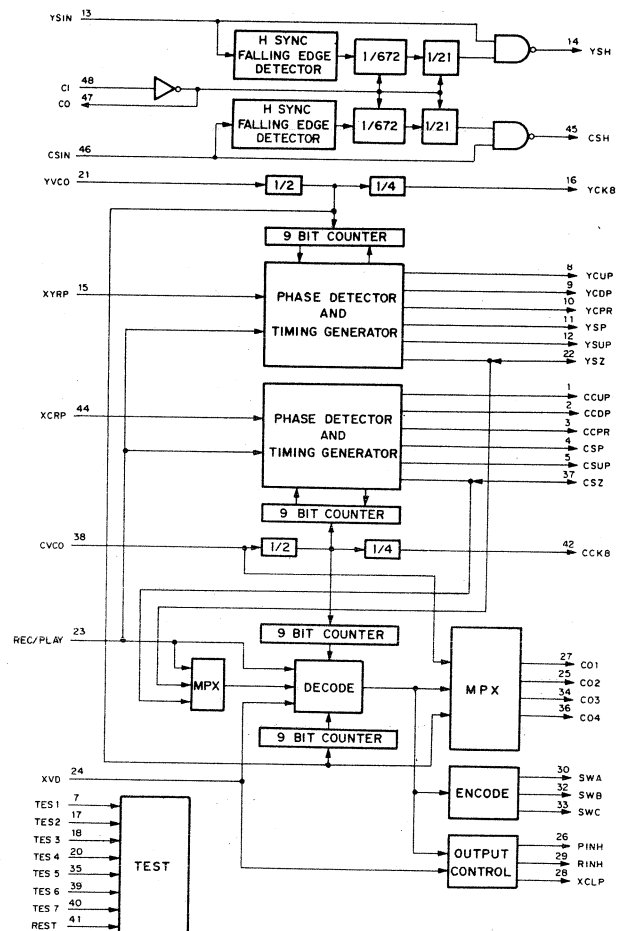 YSIN 13
H SYNC
FALLING EDGE
DETECTOR
1/672
1/21
14 YSH
CI 48
CO 47
H SYNC
FALLING EDGE
DETECTOR
1/672
1/21
45 CSH
CSIN 46
YVCO 21
1/2
1/4
16 YCK8
9 BIT COUNTER
XYRP 15
PHASE DETECTOR
AND
TIMING GENERATOR
8 YCUP
9 YCDP
10 YCPR
11 YSP
12 YSUP
22 YSZ
XCRP 44
PHASE DETECTOR
AND
TIMING GENERATOR
1 CCUP
2 CCDP
3 CCPR
4 CSP
5 CSUP
37 CSZ
9 BIT COUNTER
CVCO 38
1/2
1/4
42 CCK8
REC/PLAY 23
9 BIT COUNTER
MPX
DECODE
9 BIT COUNTER
MPX
27 CO1
25 CO2
34 CO3
36 CO4
XVD 24
ENCODE
30 SWA
32 SWB
33 SWC
OUTPUT
CONTROL
26 PINH
29 RINH
28 XCLP
TES 1 7
TES2 17
TES 3 18
TES 4 20
TES 5 35
TES 6 39
TES 7 40
REST 41
TEST